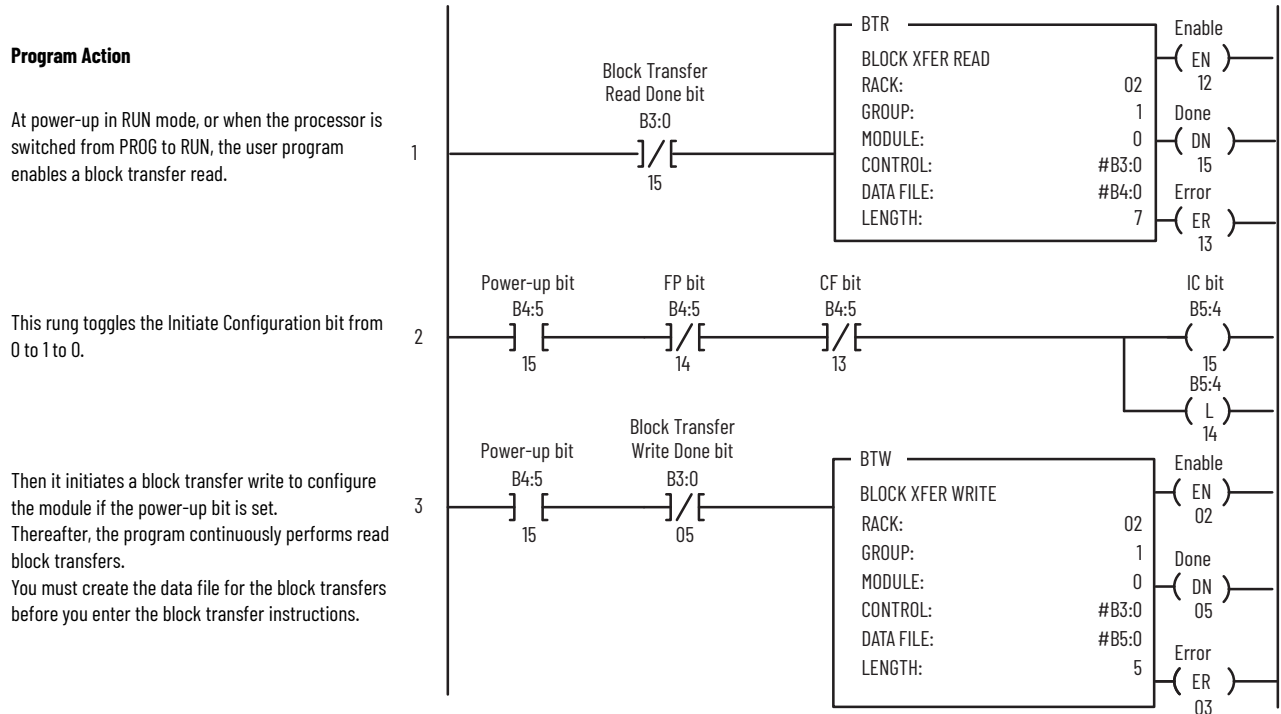 Program Action
At power-up in RUN mode, or when the processor is
switched from PROG to RUN, the user program
enables a block transfer read.
1
Block Transfer
Read Done bit
B3:0
15
BTR
BLOCK XFER READ
RACK: 02
GROUP: 1
MODULE: 0
CONTROL: #B3:0
DATA FILE: #B4:0
LENGTH: 7
Enable
EN
12
Done
DN
15
Error
ER
13
This rung toggles the Initiate Configuration bit from
0 to 1 to 0.
2
Power-up bit
B4:5
15
FP bit
B4:5
14
CF bit
B4:5
13
IC bit
B5:4
15
B5:4
L
14
Then it initiates a block transfer write to configure
the module if the power-up bit is set.
Thereafter, the program continuously performs read
block transfers.
You must create the data file for the block transfers
before you enter the block transfer instructions.
3
Power-up bit
B4:5
15
Block Transfer
Write Done bit
B3:0
05
BTW
BLOCK XFER WRITE
RACK: 02
GROUP: 1
MODULE: 0
CONTROL: #B3:0
DATA FILE: #B5:0
LENGTH: 5
Enable
EN
02
Done
DN
05
Error
ER
03